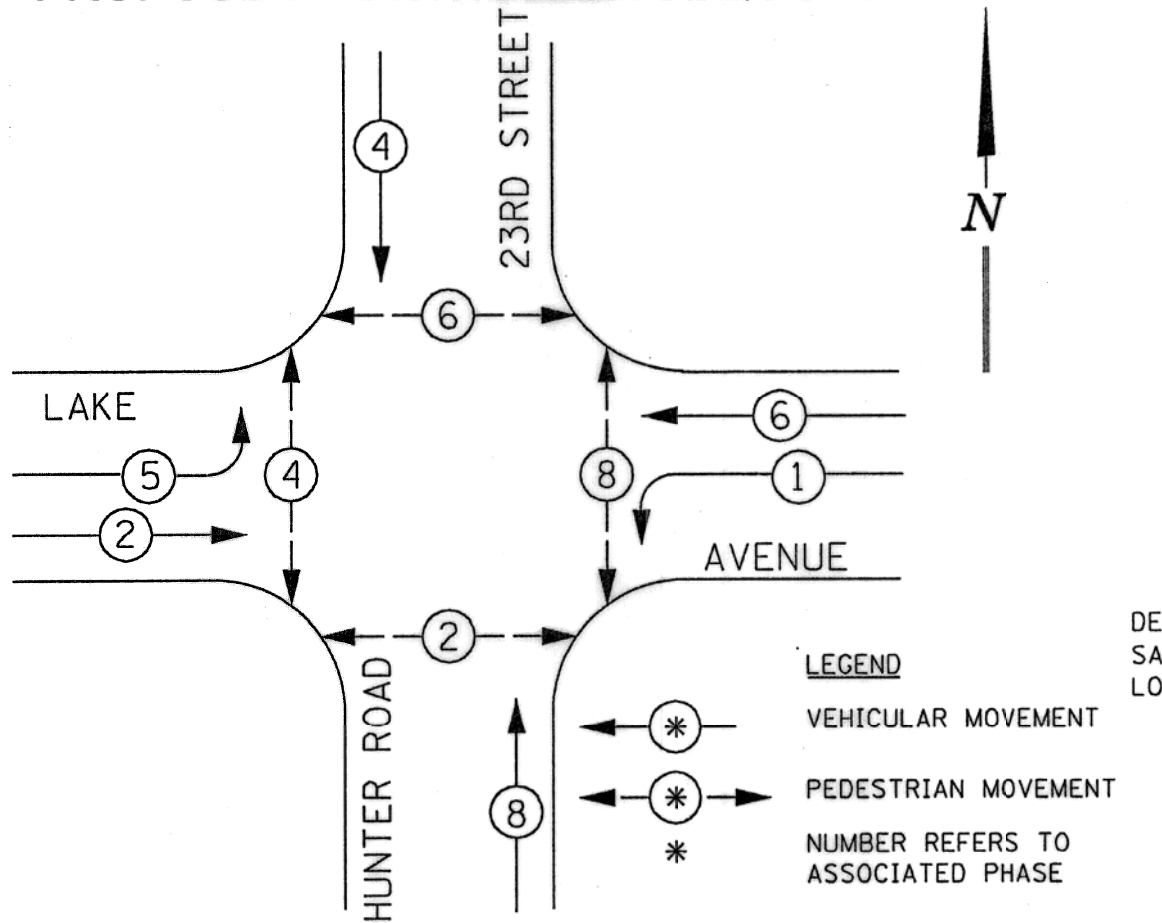 4
23RD STREET
N
6
LAKE
6
5
4
8
1
2
AVENUE
2
HUNTER ROAD
8
LEGEND
* VEHICULAR MOVEMENT
* PEDESTRIAN MOVEMENT
* NUMBER REFERS TO
ASSOCIATED PHASE
DE
SA
LO